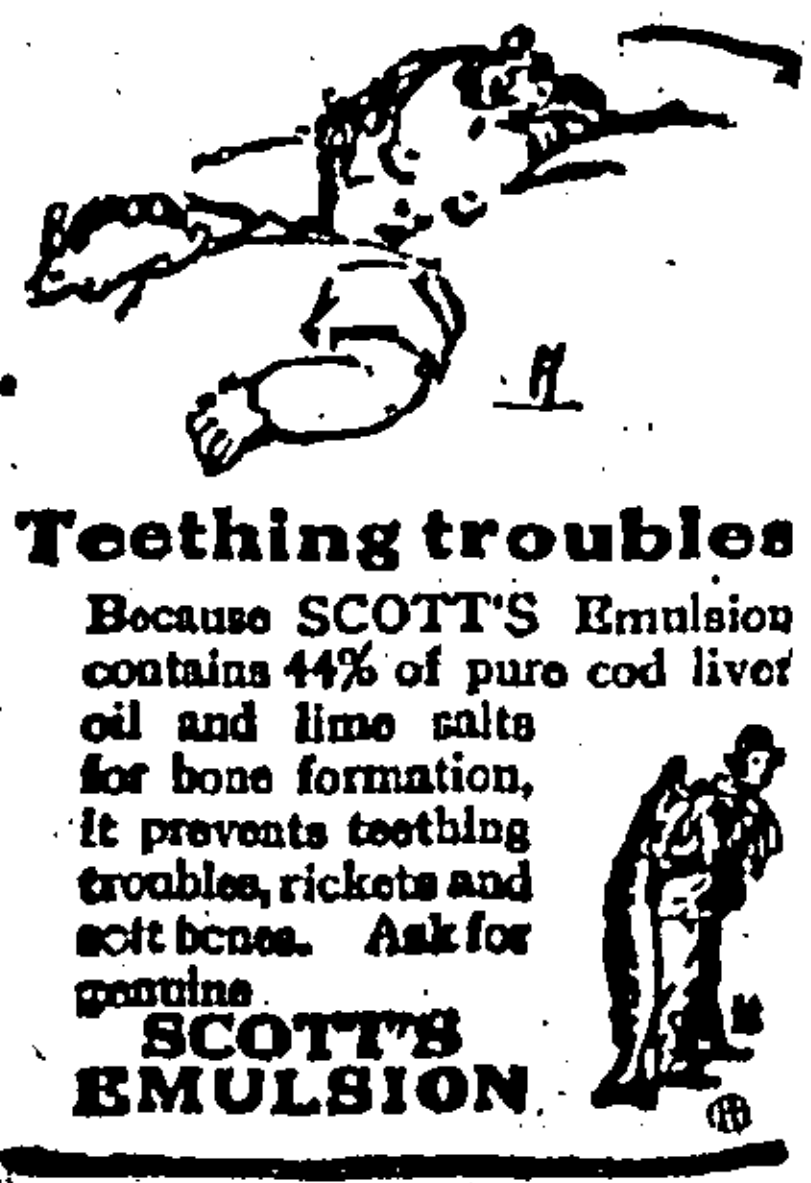 Teething troubles
Because SCOTT'S Emulsion
contains 44% of pure cod liver
oil and lime salts
for bone formation,
it prevents teething
troubles, rickets and
soft bones. Ask for
genuine
SCOTT'S
EMULSION